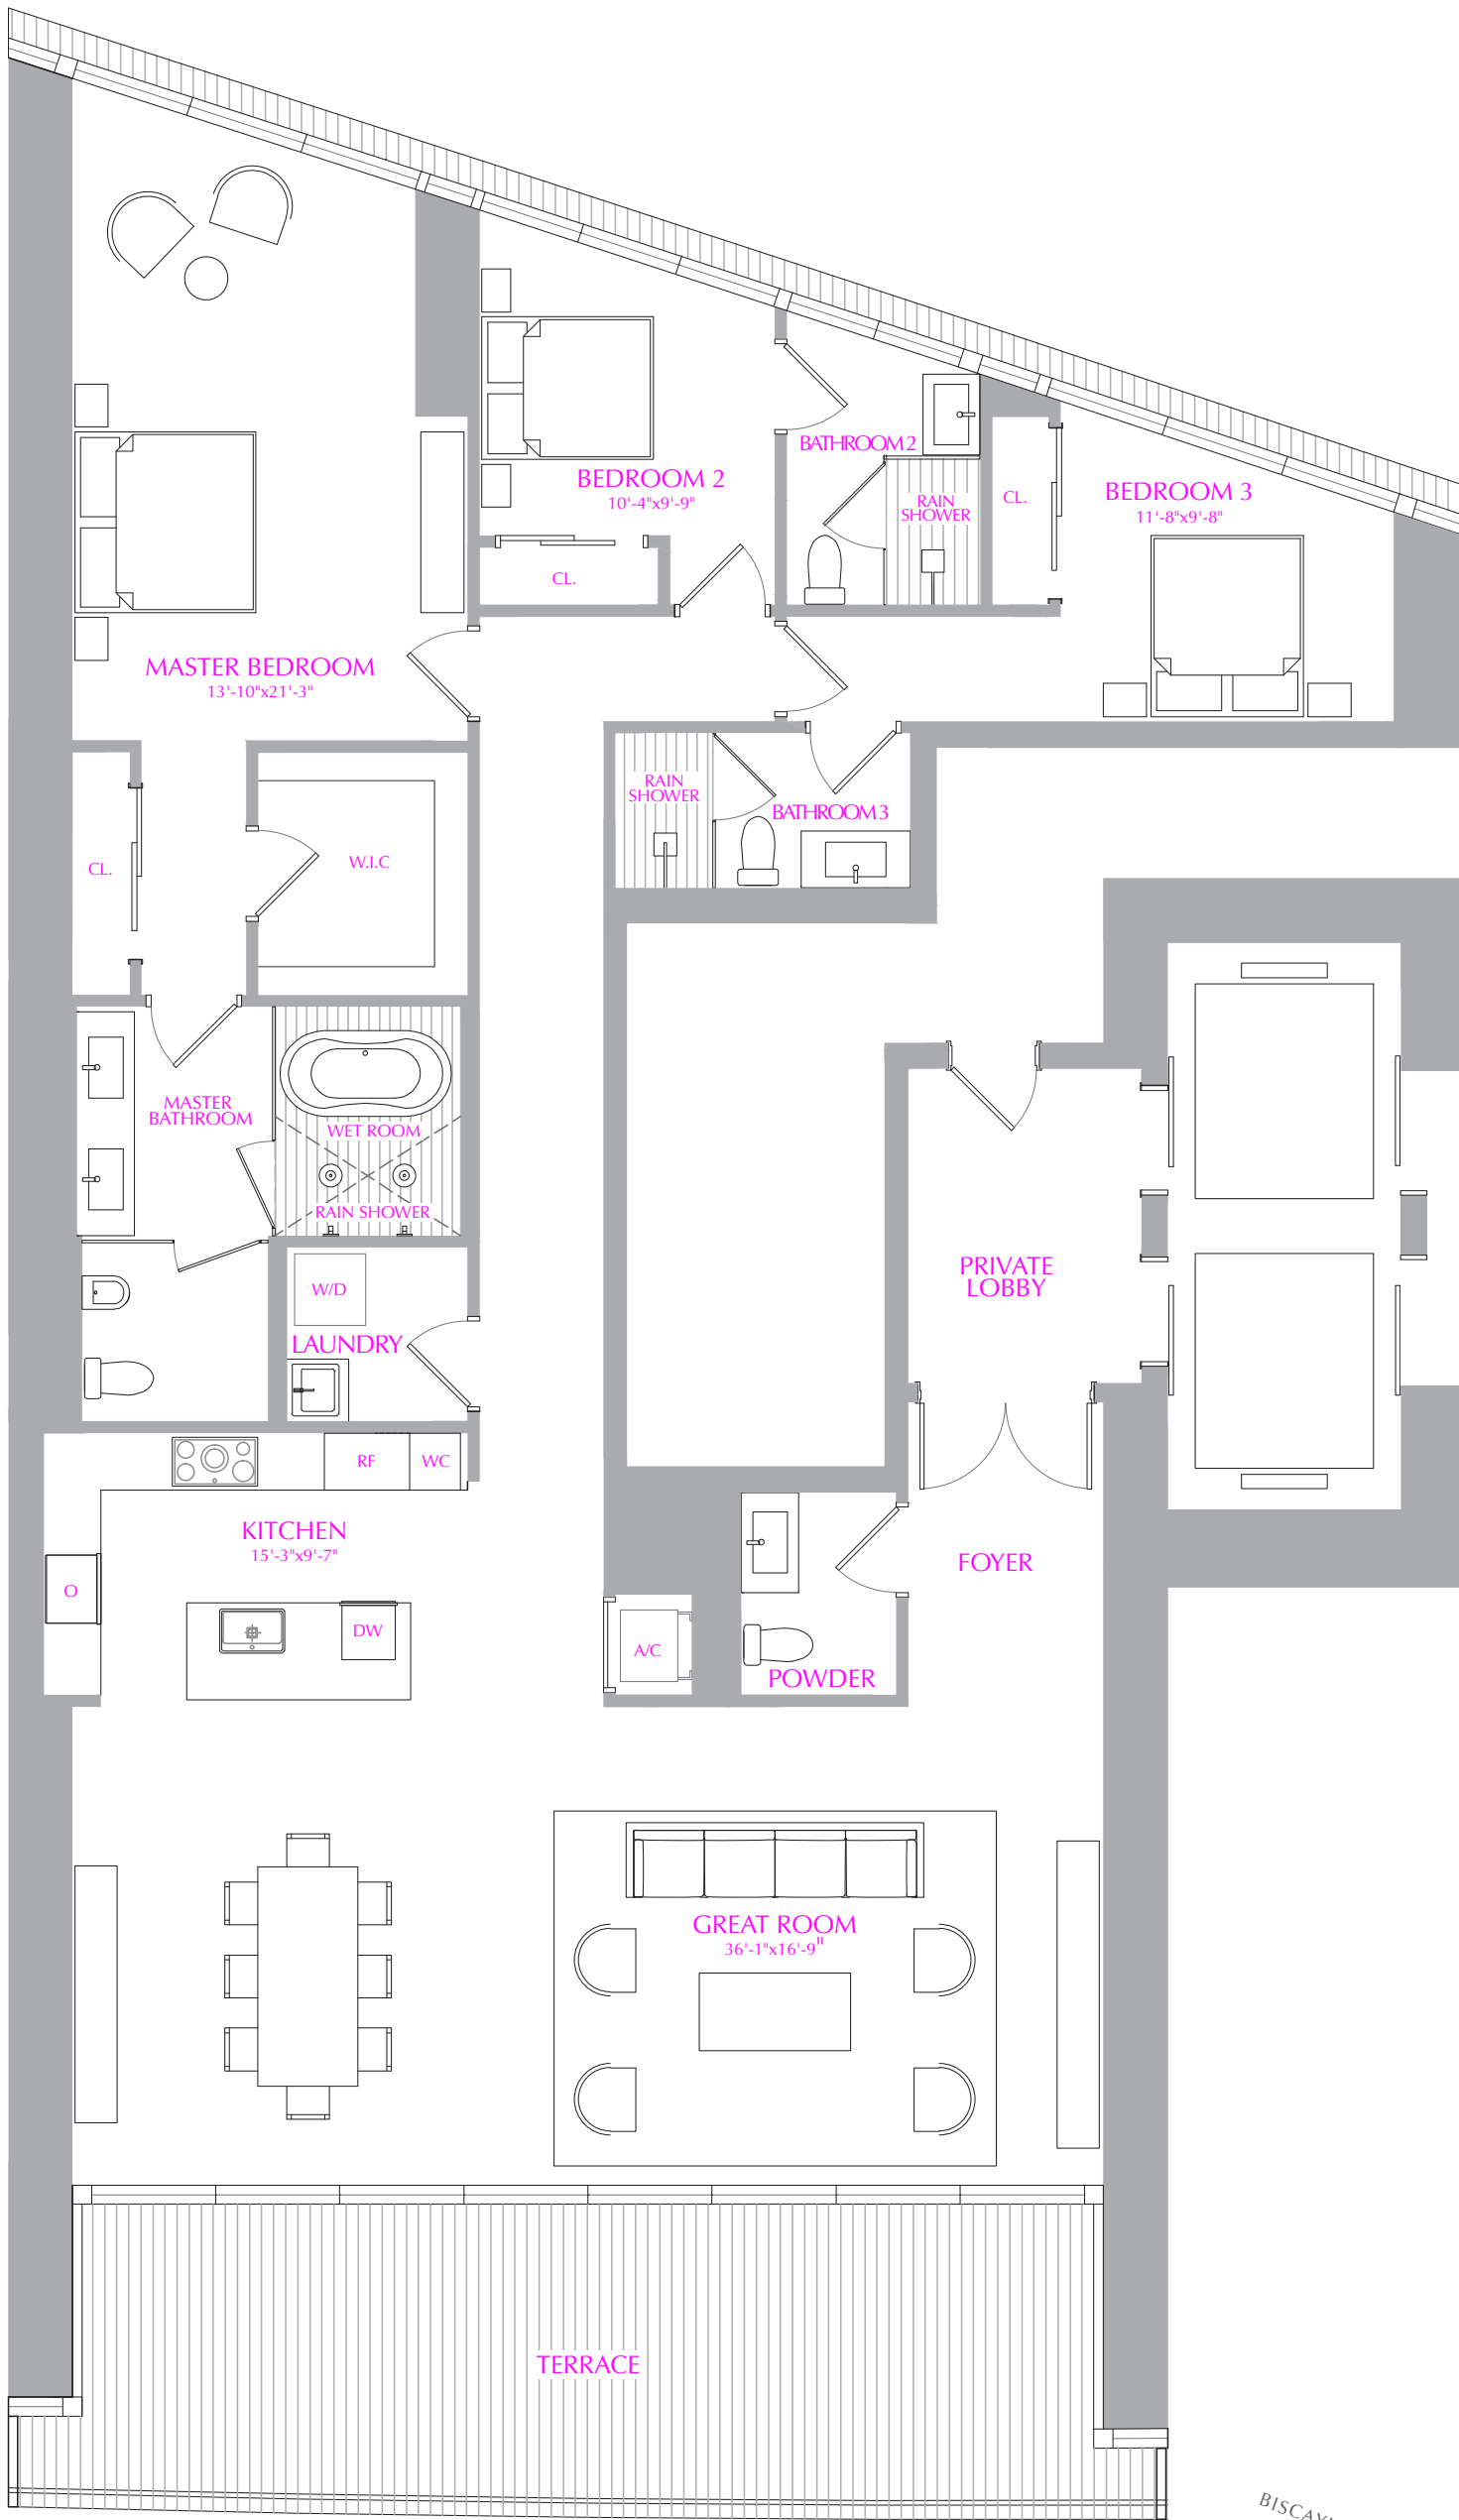 BATHROOM 2
BEDROOM 2
10'-4"x9'-9"
BEDROOM 3
11'-8"x9'-8"
RAIN
SHOWER
CL.
CL.
MASTER BEDROOM
13'-10"x21'-3"
RAIN
SHOWER
BATHROOM 3
CL.
W.I.C
MASTER
BATHROOM
WET ROOM
RAIN SHOWER
PRIVATE
LOBBY
W/D
LAUNDRY
RF
WC
KITCHEN
15'-3"x9'-7"
FOYER
O
DW
A/C
POWDER
GREAT ROOM
36'-1"x16'-9"
TERRACE